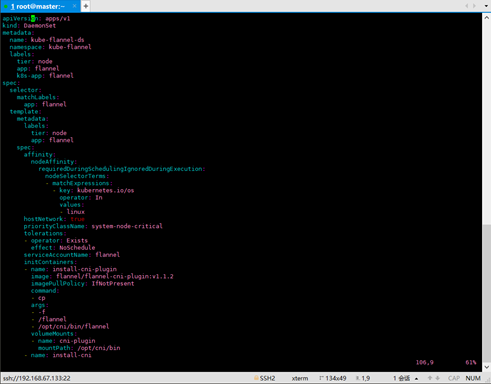 1 root@master:~
apiVersion: apps/v1
kind: DaemonSet
metadata:
  name: kube-flannel-ds
  namespace: kube-flannel
  labels:
    tier: node
    app: flannel
    k8s-app: flannel
spec:
  selector:
    matchLabels:
      app: flannel
  template:
    metadata:
      labels:
        tier: node
        app: flannel
    spec:
      affinity:
        nodeAffinity:
          requiredDuringSchedulingIgnoredDuringExecution:
            nodeSelectorTerms:
            - matchExpressions:
              - key: kubernetes.io/os
                operator: In
                values:
                - linux
      hostNetwork: true
      priorityClassName: system-node-critical
      tolerations:
      - operator: Exists
        effect: NoSchedule
      serviceAccountName: flannel
      initContainers:
      - name: install-cni-plugin
        image: flannel/flannel-cni-plugin:v1.1.2
        imagePullPolicy: IfNotPresent
        command:
        - cp
        args:
        - -f
        - /flannel
        - /opt/cni/bin/flannel
        volumeMounts:
        - name: cni-plugin
          mountPath: /opt/cni/bin
      - name: install-cni
106,9 61%
ssh://192.168.67.133:22 SSH2 xterm 134x49 1,9 1 会话 CAP NUM